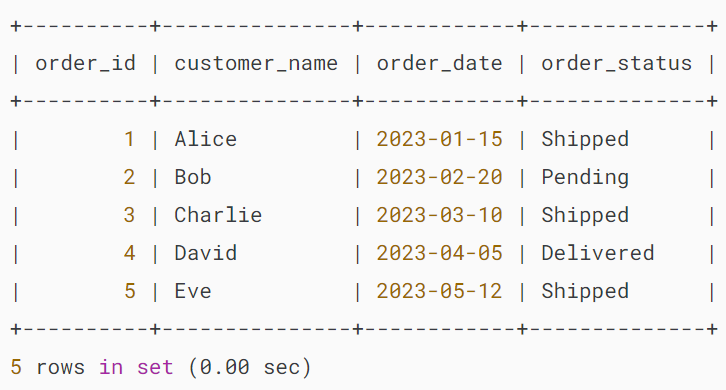 +----------+---------------+------------+--------------+
| order_id | customer_name | order_date | order_status |
+----------+---------------+------------+--------------+
|        1 | Alice         | 2023-01-15 | Shipped      |
|        2 | Bob           | 2023-02-20 | Pending      |
|        3 | Charlie       | 2023-03-10 | Shipped      |
|        4 | David         | 2023-04-05 | Delivered    |
|        5 | Eve           | 2023-05-12 | Shipped      |
+----------+---------------+------------+--------------+
5 rows in set (0.00 sec)